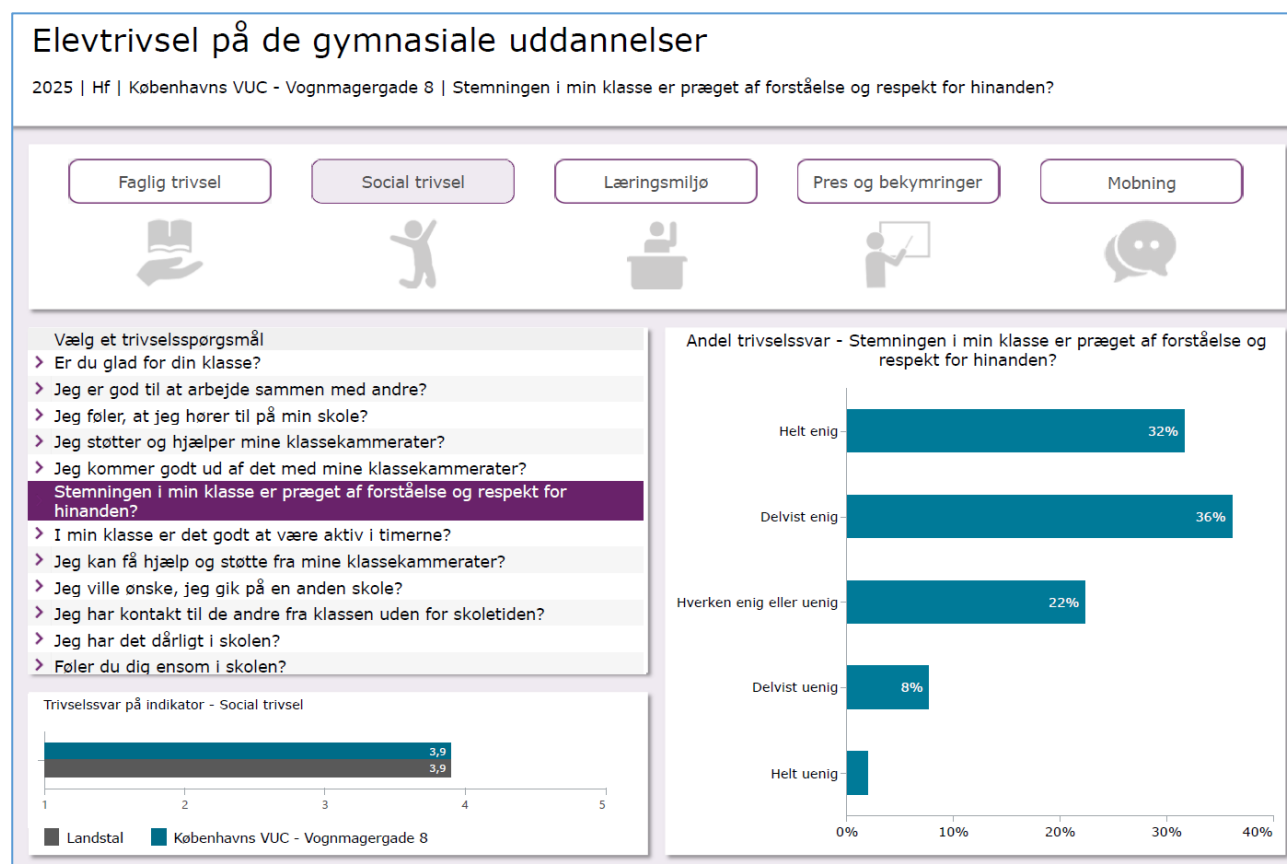 Elevtrivsel på de gymnasiale uddannelser
2025 | Hf | Københavns VUC - Vognmagergade 8 | Stemningen i min klasse er præget af forståelse og respekt for hinanden?
Faglig trivsel
Social trivsel
Læringsmiljø
Pres og bekymringer
Mobning
Vælg et trivselsspørgsmål
Er du glad for din klasse?
Jeg er god til at arbejde sammen med andre?
Jeg føler, at jeg hører til på min skole?
Jeg støtter og hjælper mine klassekammerater?
Jeg kommer godt ud af det med mine klassekammerater?
Stemningen i min klasse er præget af forståelse og respekt for
hinanden?
I min klasse er det godt at være aktiv i timerne?
Jeg kan få hjælp og støtte fra mine klassekammerater?
Jeg ville ønske, jeg gik på en anden skole?
Jeg har kontakt til de andre fra klassen uden for skoletiden?
Jeg har det dårligt i skolen?
Føler du dig ensom i skolen?
Trivselssvar på indikator - Social trivsel
3,9
3,9
1 2 3 4 5
Landstal Københavns VUC - Vognmagergade 8
Andel trivselssvar - Stemningen i min klasse er præget af forståelse og
respekt for hinanden?
Helt enig 32%
Delvist enig 36%
Hverken enig eller uenig 22%
Delvist uenig 8%
Helt uenig
0% 10% 20% 30% 40%